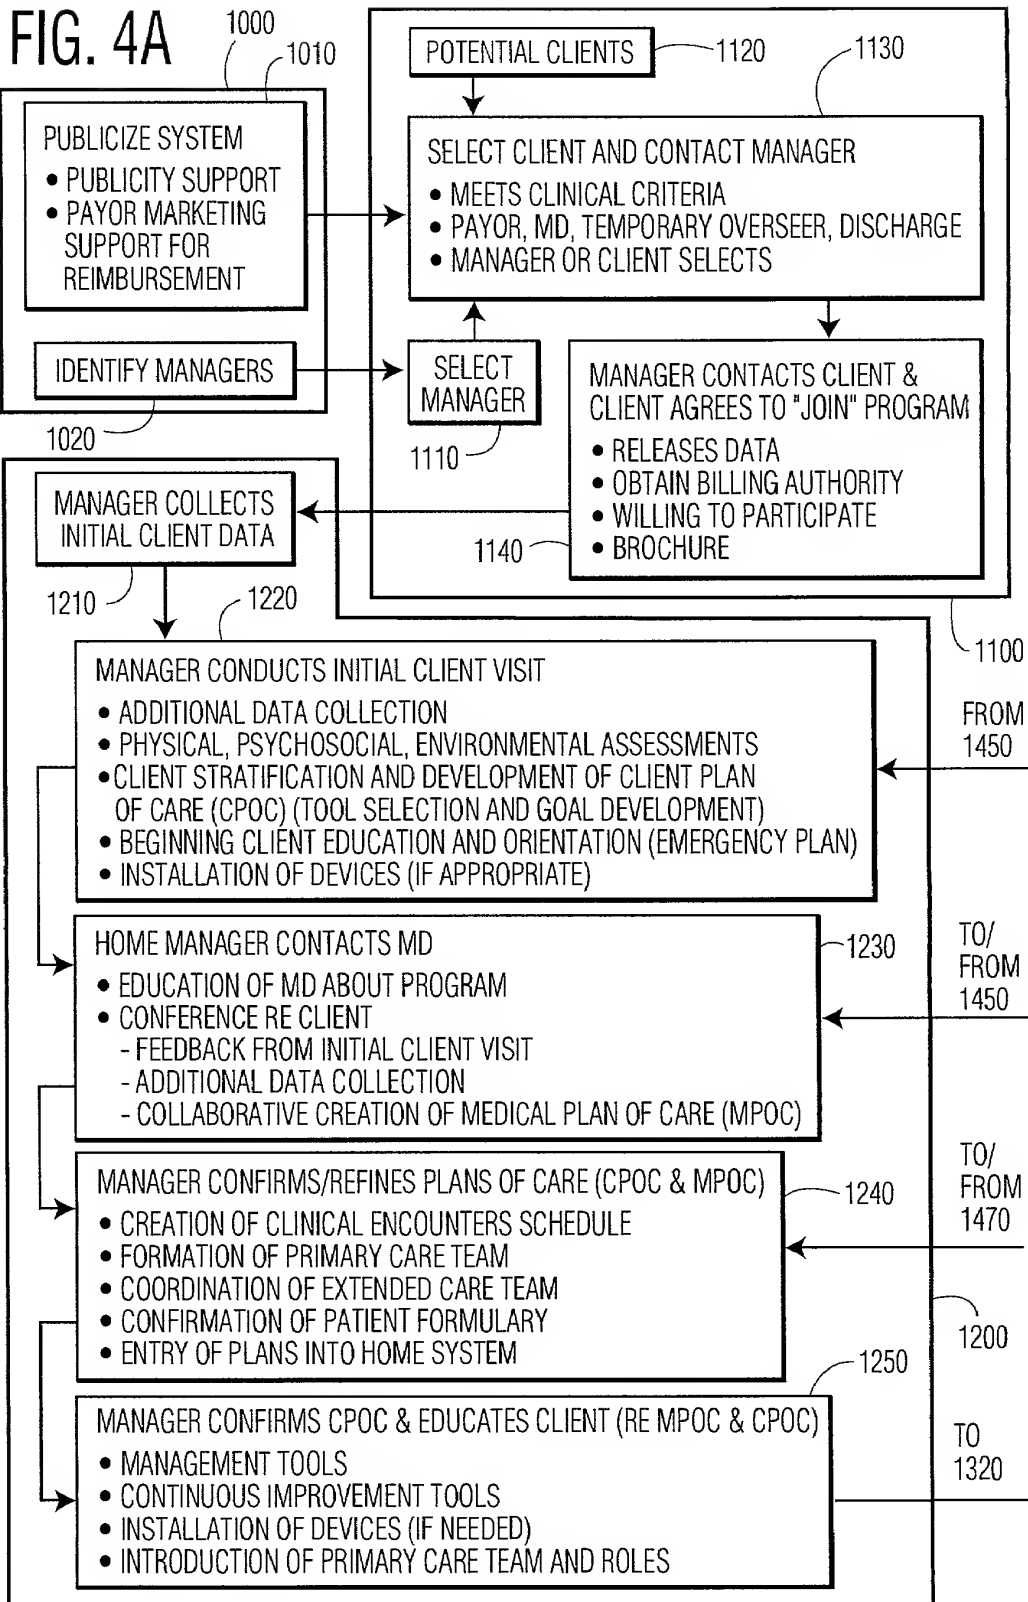 FIG. 4A
1000
1010
PUBLICIZE SYSTEM
• PUBLICITY SUPPORT
• PAYOR MARKETING
SUPPORT FOR
REIMBURSEMENT
IDENTIFY MANAGERS
1020
POTENTIAL CLIENTS
1120
1130
SELECT CLIENT AND CONTACT MANAGER
• MEETS CLINICAL CRITERIA
• PAYOR, MD, TEMPORARY OVERSEER, DISCHARGE
• MANAGER OR CLIENT SELECTS
SELECT
MANAGER
1110
MANAGER CONTACTS CLIENT &
CLIENT AGREES TO "JOIN" PROGRAM
• RELEASES DATA
• OBTAIN BILLING AUTHORITY
• WILLING TO PARTICIPATE
• BROCHURE
1140
1100
MANAGER COLLECTS
INITIAL CLIENT DATA
1210
1220
MANAGER CONDUCTS INITIAL CLIENT VISIT
• ADDITIONAL DATA COLLECTION
• PHYSICAL, PSYCHOSOCIAL, ENVIRONMENTAL ASSESSMENTS
• CLIENT STRATIFICATION AND DEVELOPMENT OF CLIENT PLAN
OF CARE (CPOC) (TOOL SELECTION AND GOAL DEVELOPMENT)
• BEGINNING CLIENT EDUCATION AND ORIENTATION (EMERGENCY PLAN)
• INSTALLATION OF DEVICES (IF APPROPRIATE)
FROM
1450
HOME MANAGER CONTACTS MD
• EDUCATION OF MD ABOUT PROGRAM
• CONFERENCE RE CLIENT
- FEEDBACK FROM INITIAL CLIENT VISIT
- ADDITIONAL DATA COLLECTION
- COLLABORATIVE CREATION OF MEDICAL PLAN OF CARE (MPOC)
1230
TO/
FROM
1450
MANAGER CONFIRMS/REFINES PLANS OF CARE (CPOC & MPOC)
• CREATION OF CLINICAL ENCOUNTERS SCHEDULE
• FORMATION OF PRIMARY CARE TEAM
• COORDINATION OF EXTENDED CARE TEAM
• CONFIRMATION OF PATIENT FORMULARY
• ENTRY OF PLANS INTO HOME SYSTEM
1240
TO/
FROM
1470
1200
1250
MANAGER CONFIRMS CPOC & EDUCATES CLIENT (RE MPOC & CPOC)
• MANAGEMENT TOOLS
• CONTINUOUS IMPROVEMENT TOOLS
• INSTALLATION OF DEVICES (IF NEEDED)
• INTRODUCTION OF PRIMARY CARE TEAM AND ROLES
TO
1320